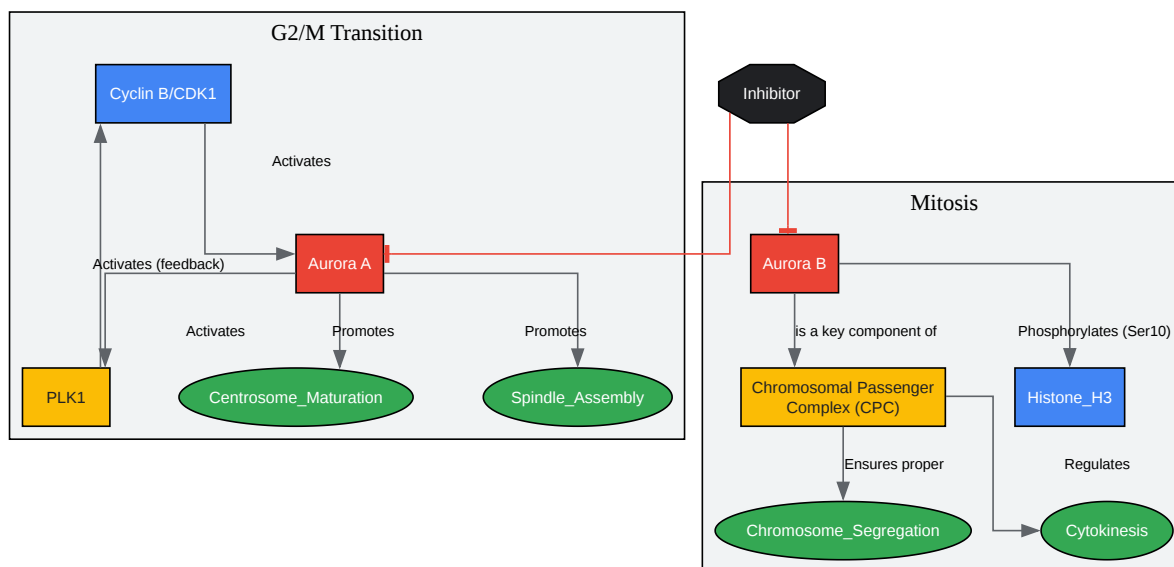 G2/M Transition
Cyclin B/CDK1
Inhibitor
Activates
Mitosis
Aurora A
Aurora B
Activates (feedback)
Activates
Promotes
Promotes
is a key component of
Phosphorylates (Ser10)
PLK1
Centrosome_Maturation
Spindle_Assembly
Chromosomal Passenger
Complex (CPC)
Histone_H3
Ensures proper
Regulates
Chromosome_Segregation
Cytokinesis